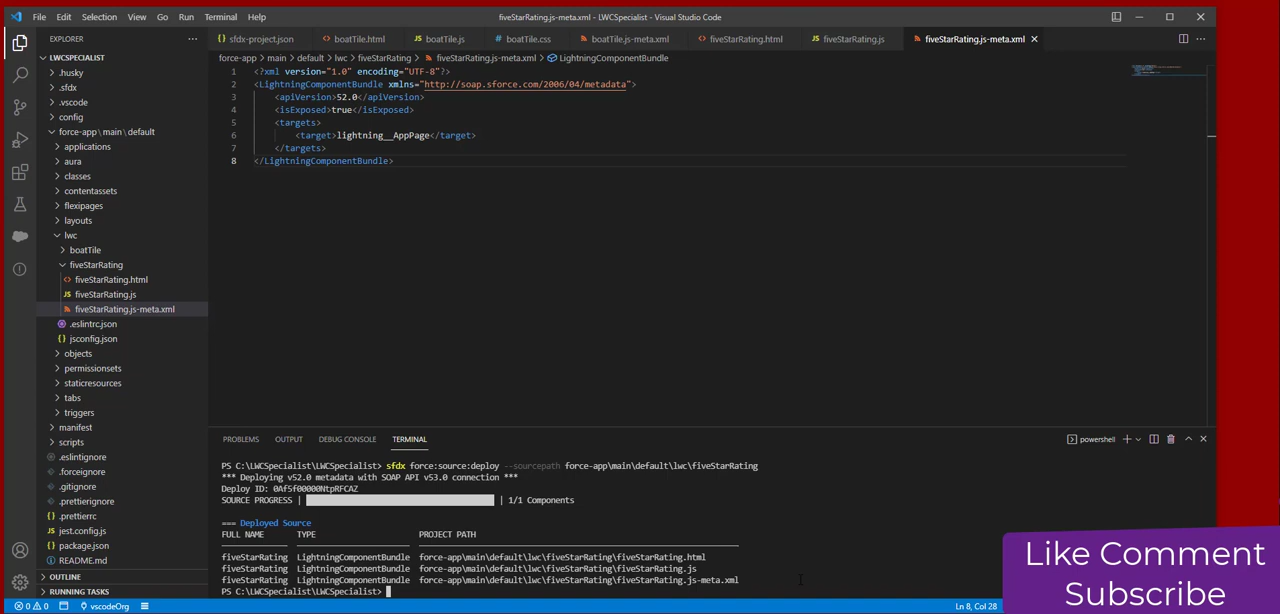 File Edit Selection View Go Run Terminal Help
fiveStarRating.js-meta.xml - LWCSpecialist - Visual Studio Code
EXPLORER
sfdx-project.json
boatTile.html
boatTile.js
boatTile.css
boatTile.js-meta.xml
fiveStarRating.html
fiveStarRating.js
fiveStarRating.js-meta.xml
LWCSPECIALIST
.husky
.sfdx
.vscode
config
force-app\main\default
applications
aura
classes
contentassets
flexipages
layouts
lwc
boatTile
fiveStarRating
fiveStarRating.html
fiveStarRating.js
fiveStarRating.js-meta.xml
.eslintrc.json
jsconfig.json
objects
permissionsets
staticresources
tabs
triggers
manifest
scripts
.eslintignore
.forceignore
.gitignore
.prettierignore
.prettierrc
jest.config.js
package.json
README.md
OUTLINE
RUNNING TASKS
force-app > main > default > lwc > fiveStarRating > fiveStarRating.js-meta.xml > LightningComponentBundle
1 <?xml version="1.0" encoding="UTF-8"?>
2 <LightningComponentBundle xmlns="http://soap.sforce.com/2006/04/metadata">
3 <apiVersion>52.0</apiVersion>
4 <isExposed>true</isExposed>
5 <targets>
6 <target>lightning__AppPage</target>
7 </targets>
8 </LightningComponentBundle>
PROBLEMS OUTPUT DEBUG CONSOLE TERMINAL
powershell
PS C:\LWCSpecialist\LWCSpecialist> sfdx force:source:deploy --sourcepath force-app\main\default\lwc\fiveStarRating
*** Deploying v52.0 metadata with SOAP API v53.0 connection ***
Deploy ID: 0Af5f00000NtpRFCAZ
SOURCE PROGRESS | | 1/1 Components
=== Deployed Source
FULL NAME TYPE PROJECT PATH
fiveStarRating LightningComponentBundle force-app\main\default\lwc\fiveStarRating\fiveStarRating.html
fiveStarRating LightningComponentBundle force-app\main\default\lwc\fiveStarRating\fiveStarRating.js
fiveStarRating LightningComponentBundle force-app\main\default\lwc\fiveStarRating\fiveStarRating.js-meta.xml
PS C:\LWCSpecialist\LWCSpecialist>
Like Comment
Subscribe
0 0 vscodeOrg
Ln 8, Col 28